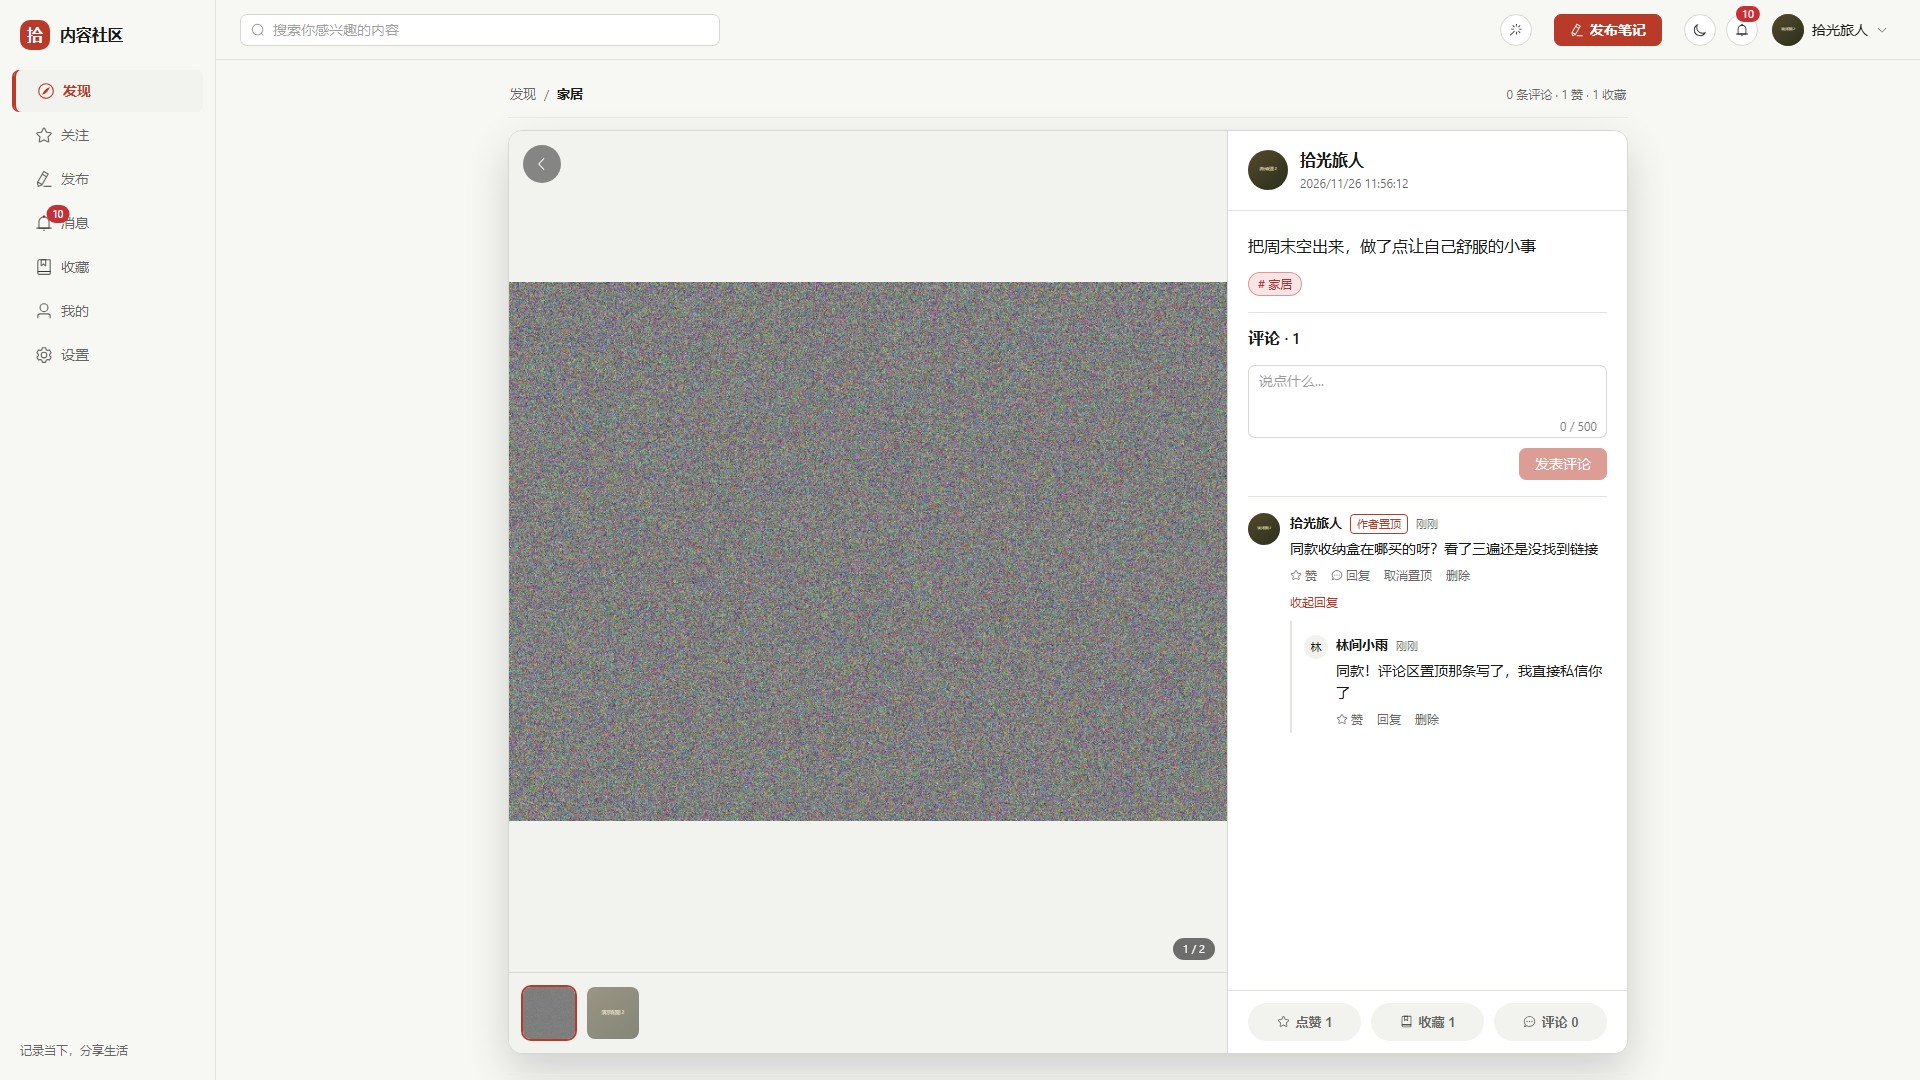 拾 内容社区
搜索你感兴趣的内容
发布笔记
10
拾光旅人
发现
关注
发布
10
消息
收藏
我的
设置
记录当下，分享生活
发现 / 家居
0 条评论 · 1 赞 · 1 收藏
1 / 2
拾光旅人
2026/11/26 11:56:12
把周末空出来，做了点让自己舒服的小事
# 家居
评论 · 1
说点什么...
0 / 500
发表评论
拾光旅人 作者置顶 刚刚
同款收纳盒在哪买的呀？看了三遍还是没找到链接
赞 回复 取消置顶 删除
收起回复
林 林间小雨 刚刚
同款！评论区置顶那条写了，我直接私信你
了
赞 回复 删除
点赞 1 收藏 1 评论 0